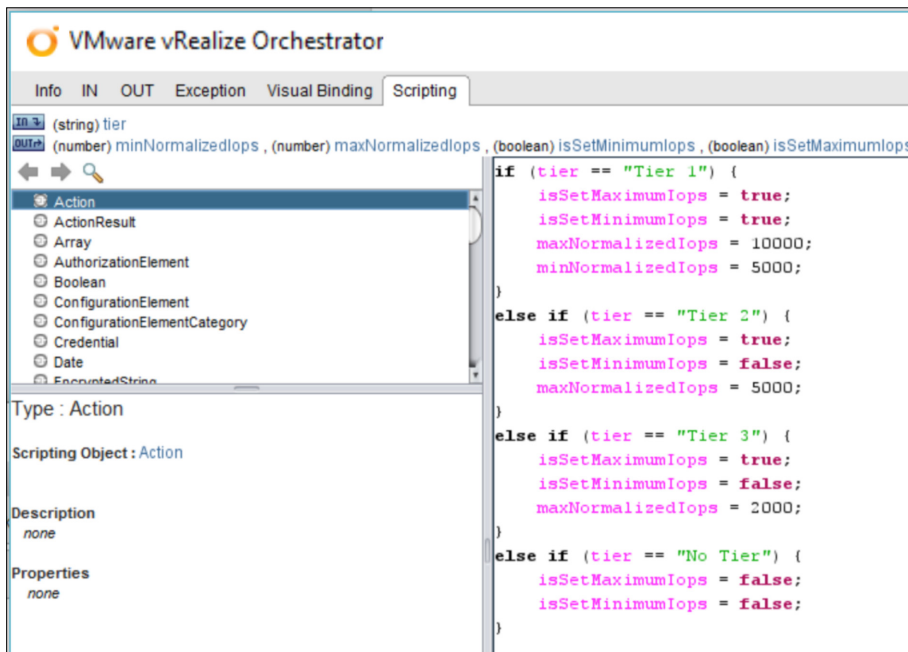 VMware vRealize Orchestrator
Info IN OUT Exception Visual Binding Scripting
IN (string) tier
OUT (number) minNormalizedIops , (number) maxNormalizedIops , (boolean) isSetMinimumIops , (boolean) isSetMaximumIops
Action
ActionResult
Array
AuthorizationElement
Boolean
ConfigurationElement
ConfigurationElementCategory
Credential
Date
EncryptedString
Type : Action
Scripting Object : Action
Description
none
Properties
none
if (tier == "Tier 1") {
isSetMaximumIops = true;
isSetMinimumIops = true;
maxNormalizedIops = 10000;
minNormalizedIops = 5000;
}
else if (tier == "Tier 2") {
isSetMaximumIops = true;
isSetMinimumIops = false;
maxNormalizedIops = 5000;
}
else if (tier == "Tier 3") {
isSetMaximumIops = true;
isSetMinimumIops = false;
maxNormalizedIops = 2000;
}
else if (tier == "No Tier") {
isSetMaximumIops = false;
isSetMinimumIops = false;
}